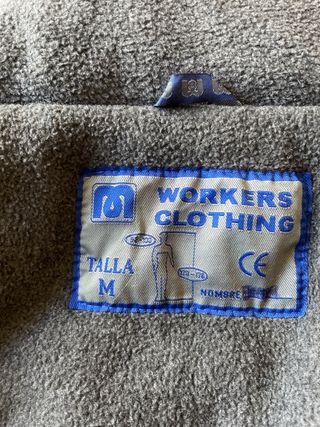 WORKERS
CLOTHING
TALLA
M
CE
NOMBRE